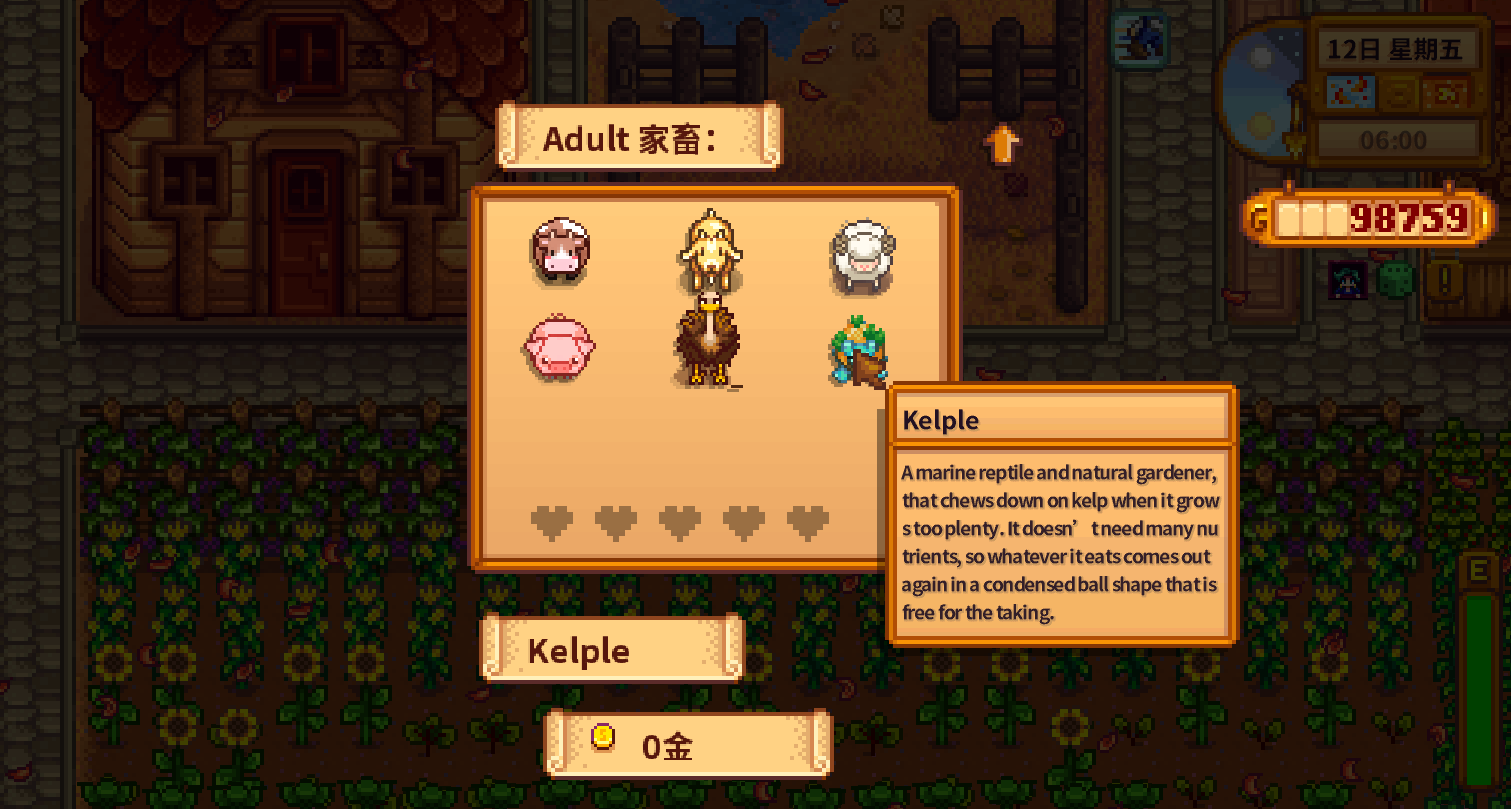 12日 星期五
06:00
98759
Adult 家畜：
Kelple
A marine reptile and natural gardener,
that chews down on kelp when it grow
s too plenty. It doesn’t need many nu
trients, so whatever it eats comes out
again in a condensed ball shape that is
free for the taking.
E
Kelple
0金